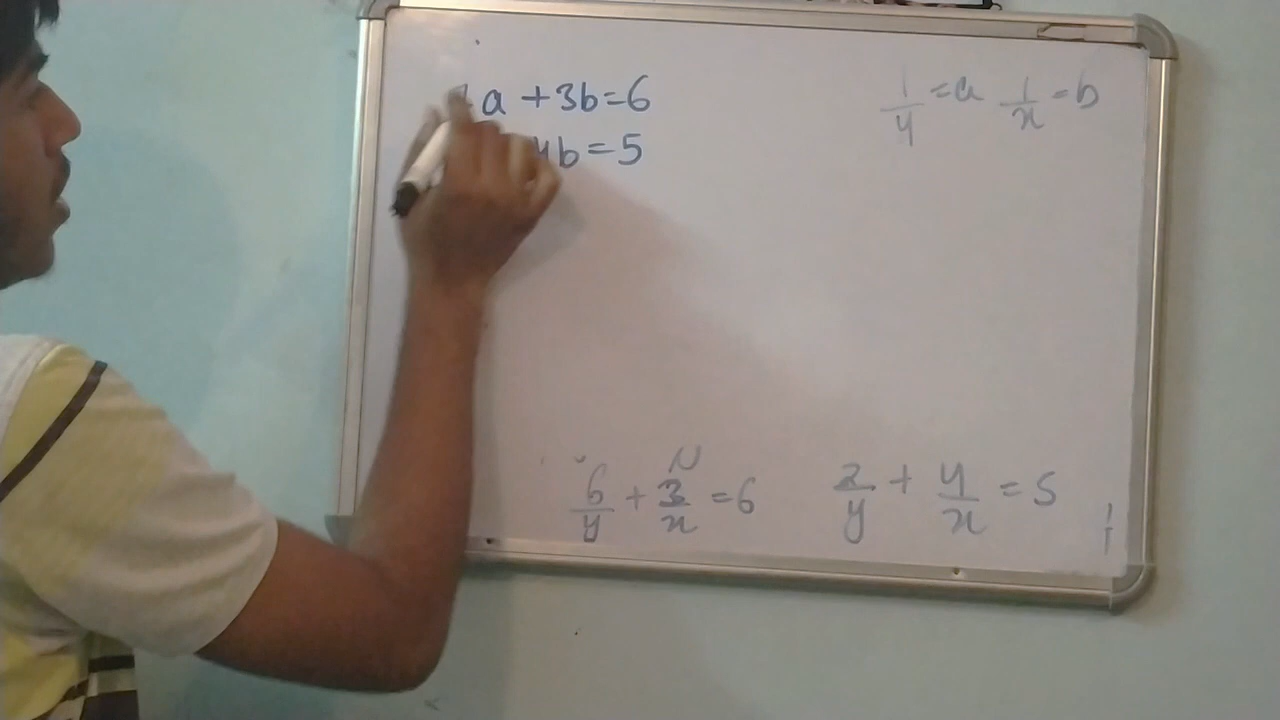 a + 3b = 6
4b = 5
1/y = a 1/x = b
6/y + 3/x = 6
2/y + 4/x = 5